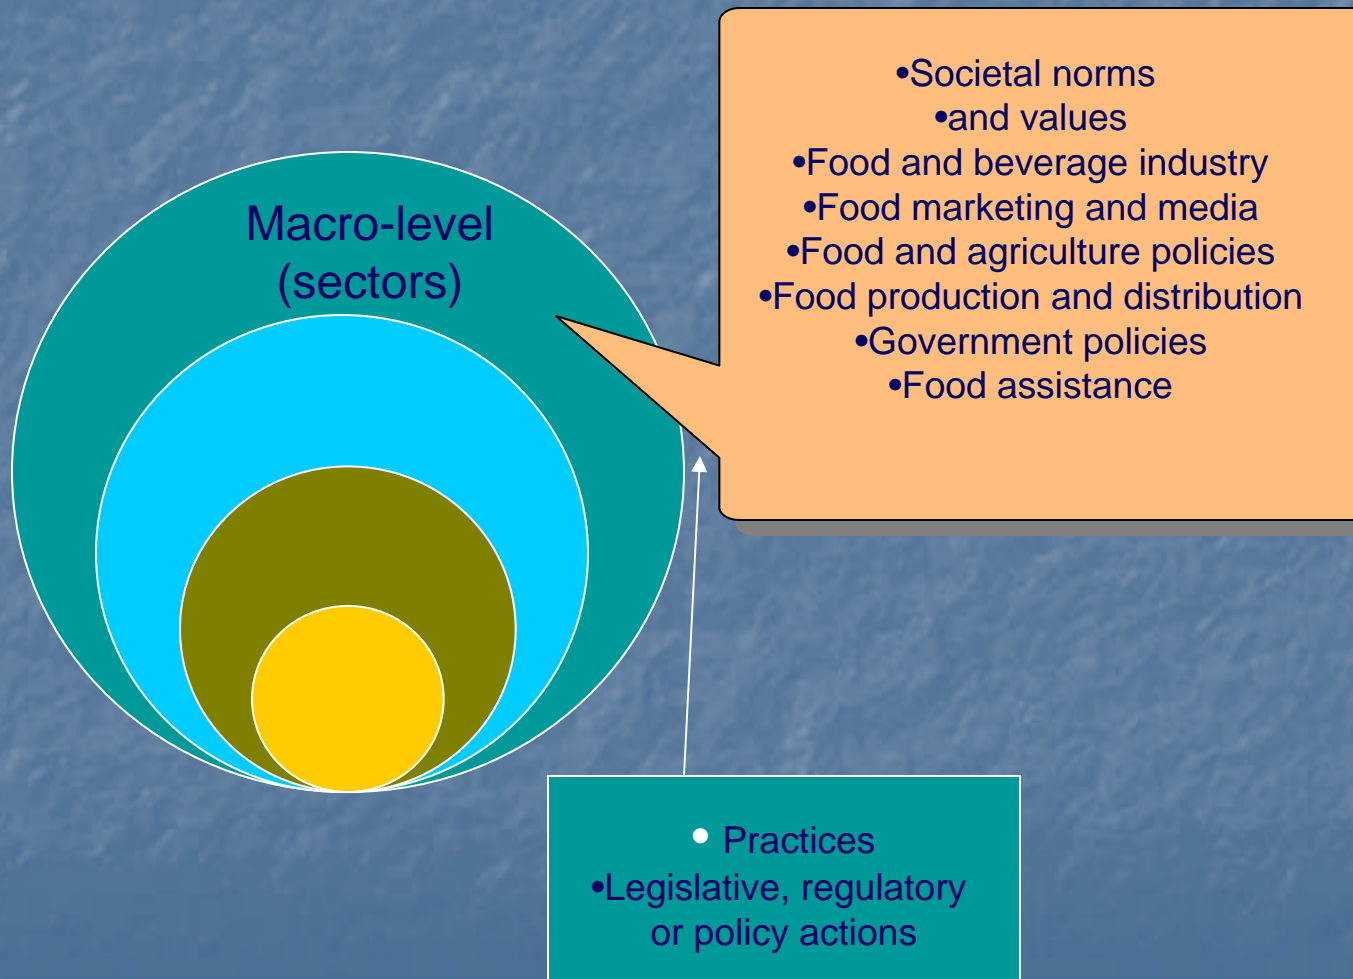 Macro-level
(sectors)
•Societal norms
•and values
•Food and beverage industry
•Food marketing and media
•Food and agriculture policies
•Food production and distribution
•Government policies
•Food assistance
• Practices
•Legislative, regulatory
or policy actions